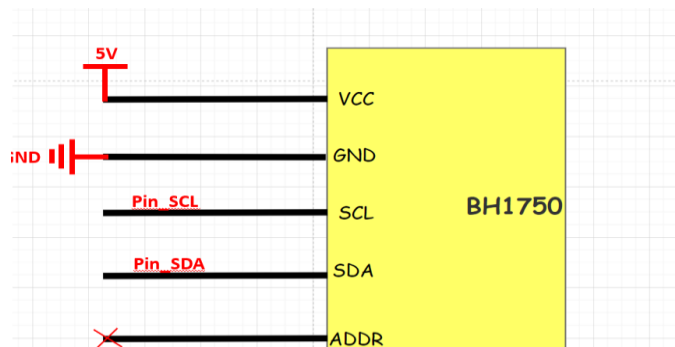 5V
VCC
GND
Pin_SCL
SCL
BH1750
Pin_SDA
SDA
ADDR